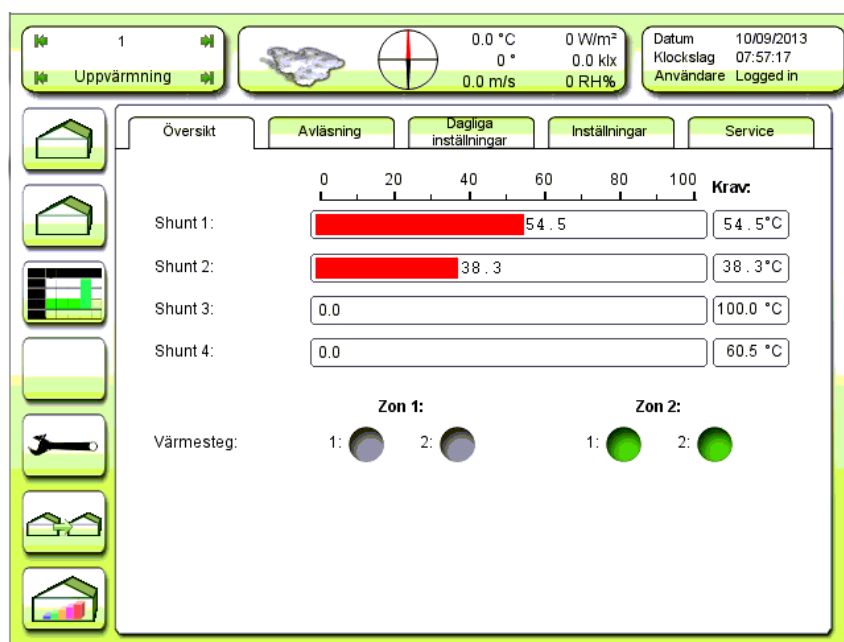 1
Uppvärmning
0.0 °C 0 W/m²
0 ° 0.0 klx
0.0 m/s 0 RH%
Datum 10/09/2013
Klockslag 07:57:17
Användare Logged in
Översikt
Avläsning
Dagliga
inställningar
Inställningar
Service
0 20 40 60 80 100 Krav:
Shunt 1: 54.5 54.5°C
Shunt 2: 38.3 38.3°C
Shunt 3: 0.0 100.0 °C
Shunt 4: 0.0 60.5 °C
Zon 1: Zon 2:
Värmesteg: 1: 2: 1: 2: